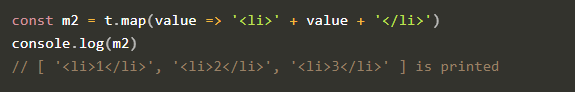 const m2 = t.map(value => '<li>' + value + '</li>')
console.log(m2)
// [ '<li>1</li>', '<li>2</li>', '<li>3</li>' ] is printed